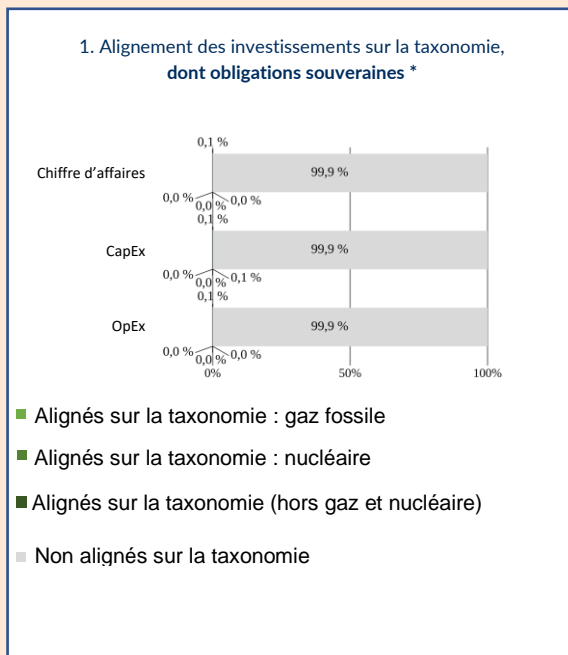 1. Alignement des investissements sur la taxonomie,
dont obligations souveraines *
0,1 %
Chiffre d'affaires
99,9 %
0,0 %
0,0 %
0,0 %
0,1 %
CapEx
99,9 %
0,0 %
0,0 %
0,1 %
0,1 %
OpEx
99,9 %
0,0 %
0,0 %
0,0 %
0% 50% 100%
Alignés sur la taxonomie : gaz fossile
Alignés sur la taxonomie : nucléaire
Alignés sur la taxonomie (hors gaz et nucléaire)
Non alignés sur la taxonomie